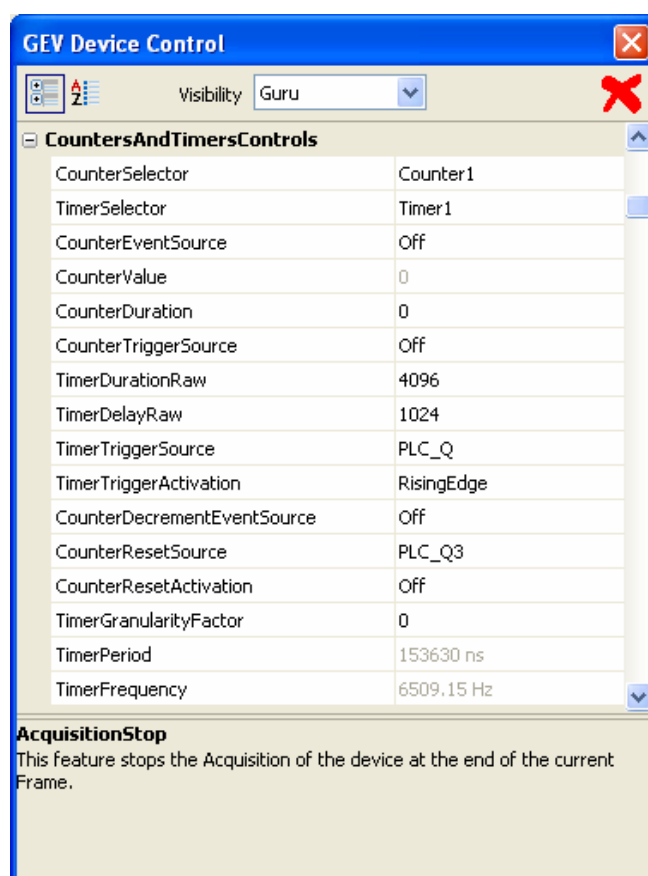 GEV Device Control
Visibility Guru
CountersAndTimersControls
CounterSelector Counter1
TimerSelector Timer1
CounterEventSource Off
CounterValue 0
CounterDuration 0
CounterTriggerSource Off
TimerDurationRaw 4096
TimerDelayRaw 1024
TimerTriggerSource PLC_Q
TimerTriggerActivation RisingEdge
CounterDecrementEventSource Off
CounterResetSource PLC_Q3
CounterResetActivation Off
TimerGranularityFactor 0
TimerPeriod 153630 ns
TimerFrequency 6509.15 Hz
AcquisitionStop
This feature stops the Acquisition of the device at the end of the current
Frame.